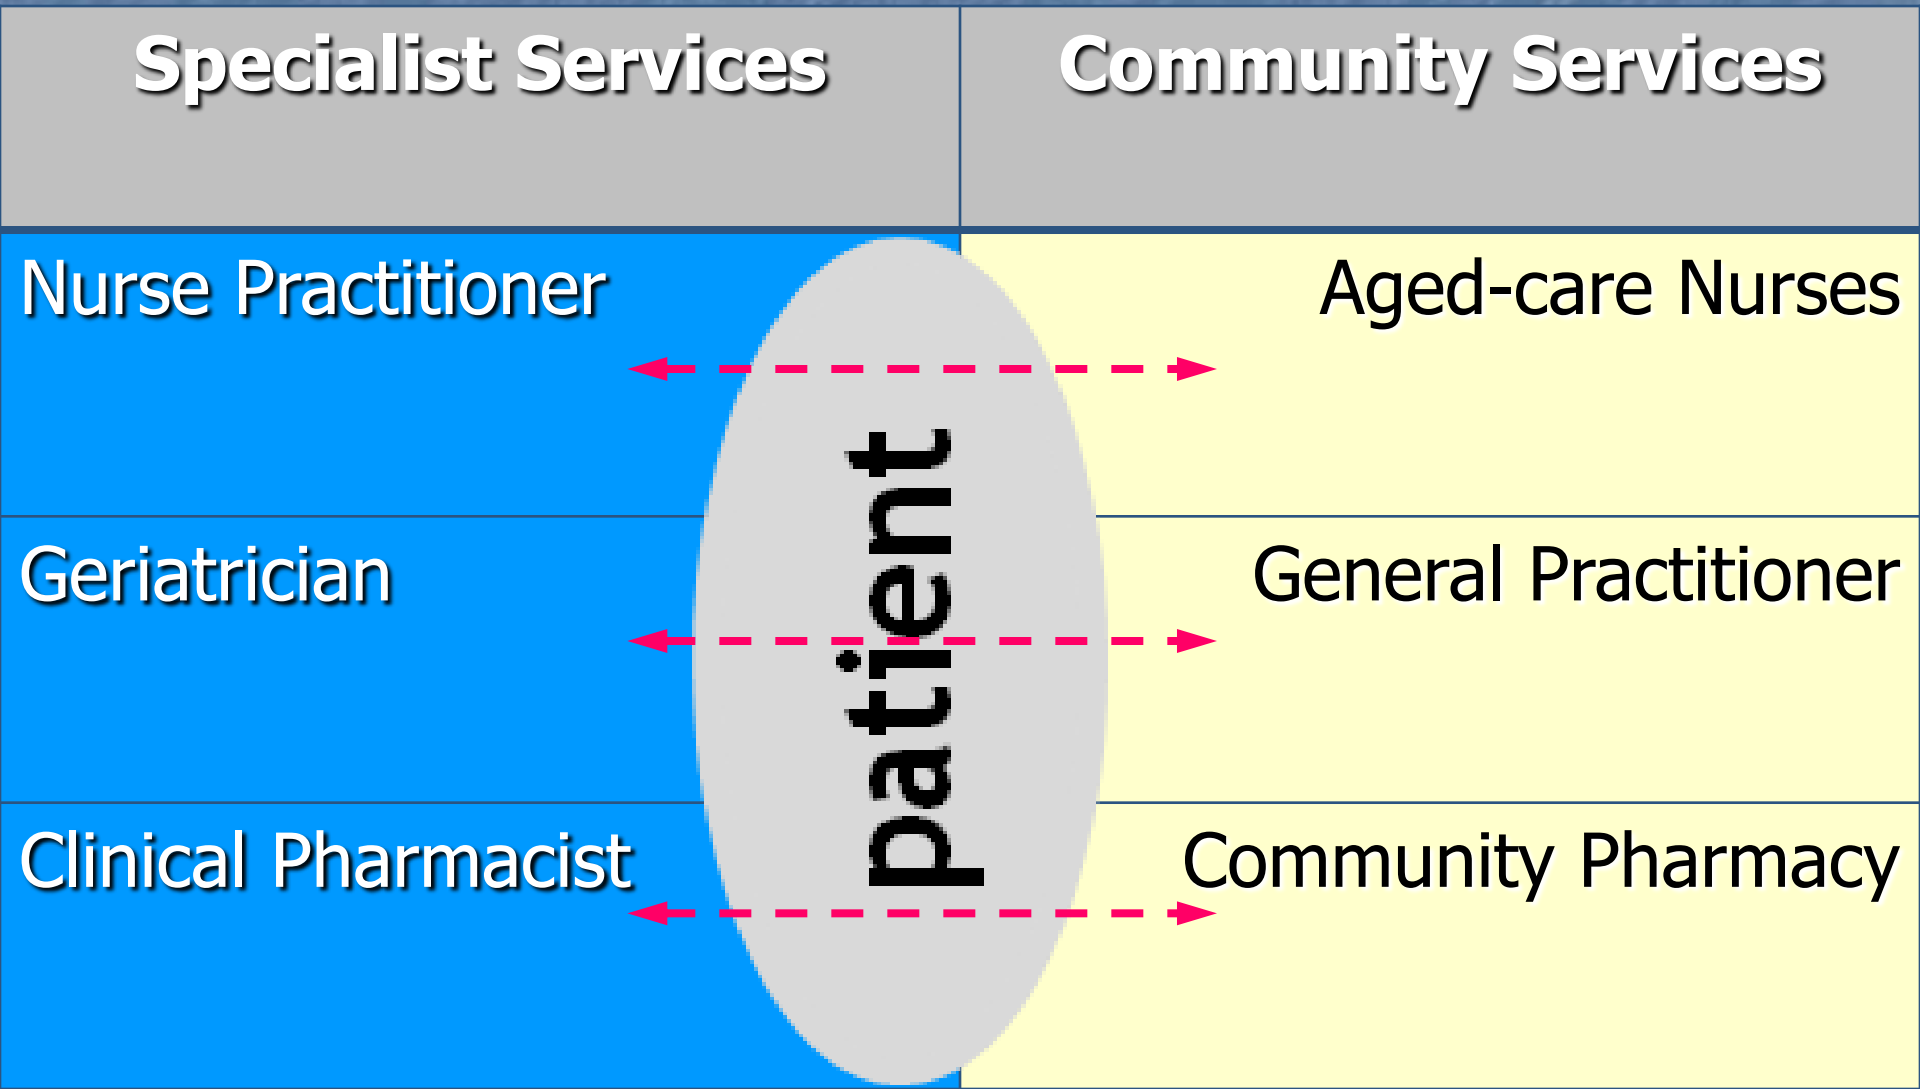 Specialist Services
Community Services
Nurse Practitioner
Aged-care Nurses
patient
Geriatrician
General Practitioner
Clinical Pharmacist
Community Pharmacy